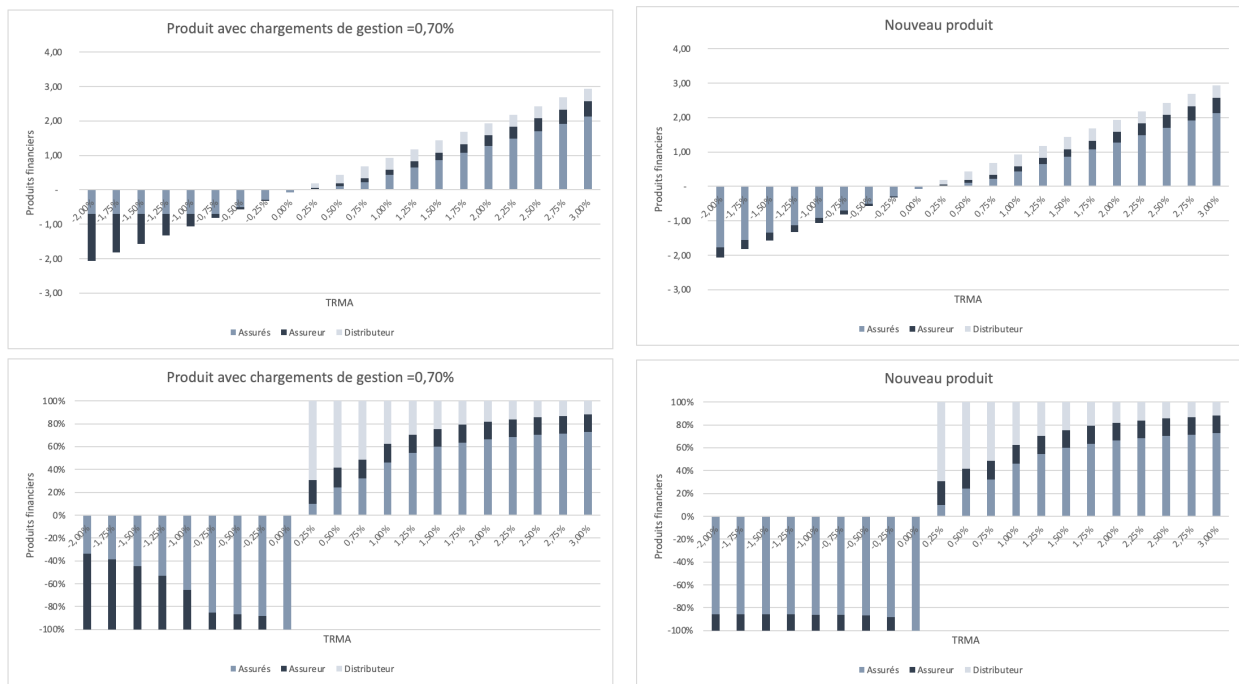 Produit avec chargements de gestion =0,70%
4,00
3,00
2,00
1,00
-
- 1,00
- 2,00
- 3,00
Produits financiers
-2,00% -1,75% -1,50% -1,25% -1,00% -0,75% -0,50% -0,25% 0,00% 0,25% 0,50% 0,75% 1,00% 1,25% 1,50% 1,75% 2,00% 2,25% 2,50% 2,75% 3,00%
TRMA
Assurés Assureur Distributeur
Nouveau produit
4,00
3,00
2,00
1,00
-
- 1,00
- 2,00
- 3,00
Produits financiers
-2,00% -1,75% -1,50% -1,25% -1,00% -0,75% -0,50% -0,25% 0,00% 0,25% 0,50% 0,75% 1,00% 1,25% 1,50% 1,75% 2,00% 2,25% 2,50% 2,75% 3,00%
TRMA
Assurés Assureur Distributeur
Produit avec chargements de gestion =0,70%
100%
80%
60%
40%
20%
0%
-20%
-40%
-60%
-80%
-100%
Produits financiers
-2,00% -1,75% -1,50% -1,25% -1,00% -0,75% -0,50% -0,25% 0,00% 0,25% 0,50% 0,75% 1,00% 1,25% 1,50% 1,75% 2,00% 2,25% 2,50% 2,75% 3,00%
TRMA
Assurés Assureur Distributeur
Nouveau produit
100%
80%
60%
40%
20%
0%
-20%
-40%
-60%
-80%
-100%
Produits financiers
-2,00% -1,75% -1,50% -1,25% -1,00% -0,75% -0,50% -0,25% 0,00% 0,25% 0,50% 0,75% 1,00% 1,25% 1,50% 1,75% 2,00% 2,25% 2,50% 2,75% 3,00%
TRMA
Assurés Assureur Distributeur